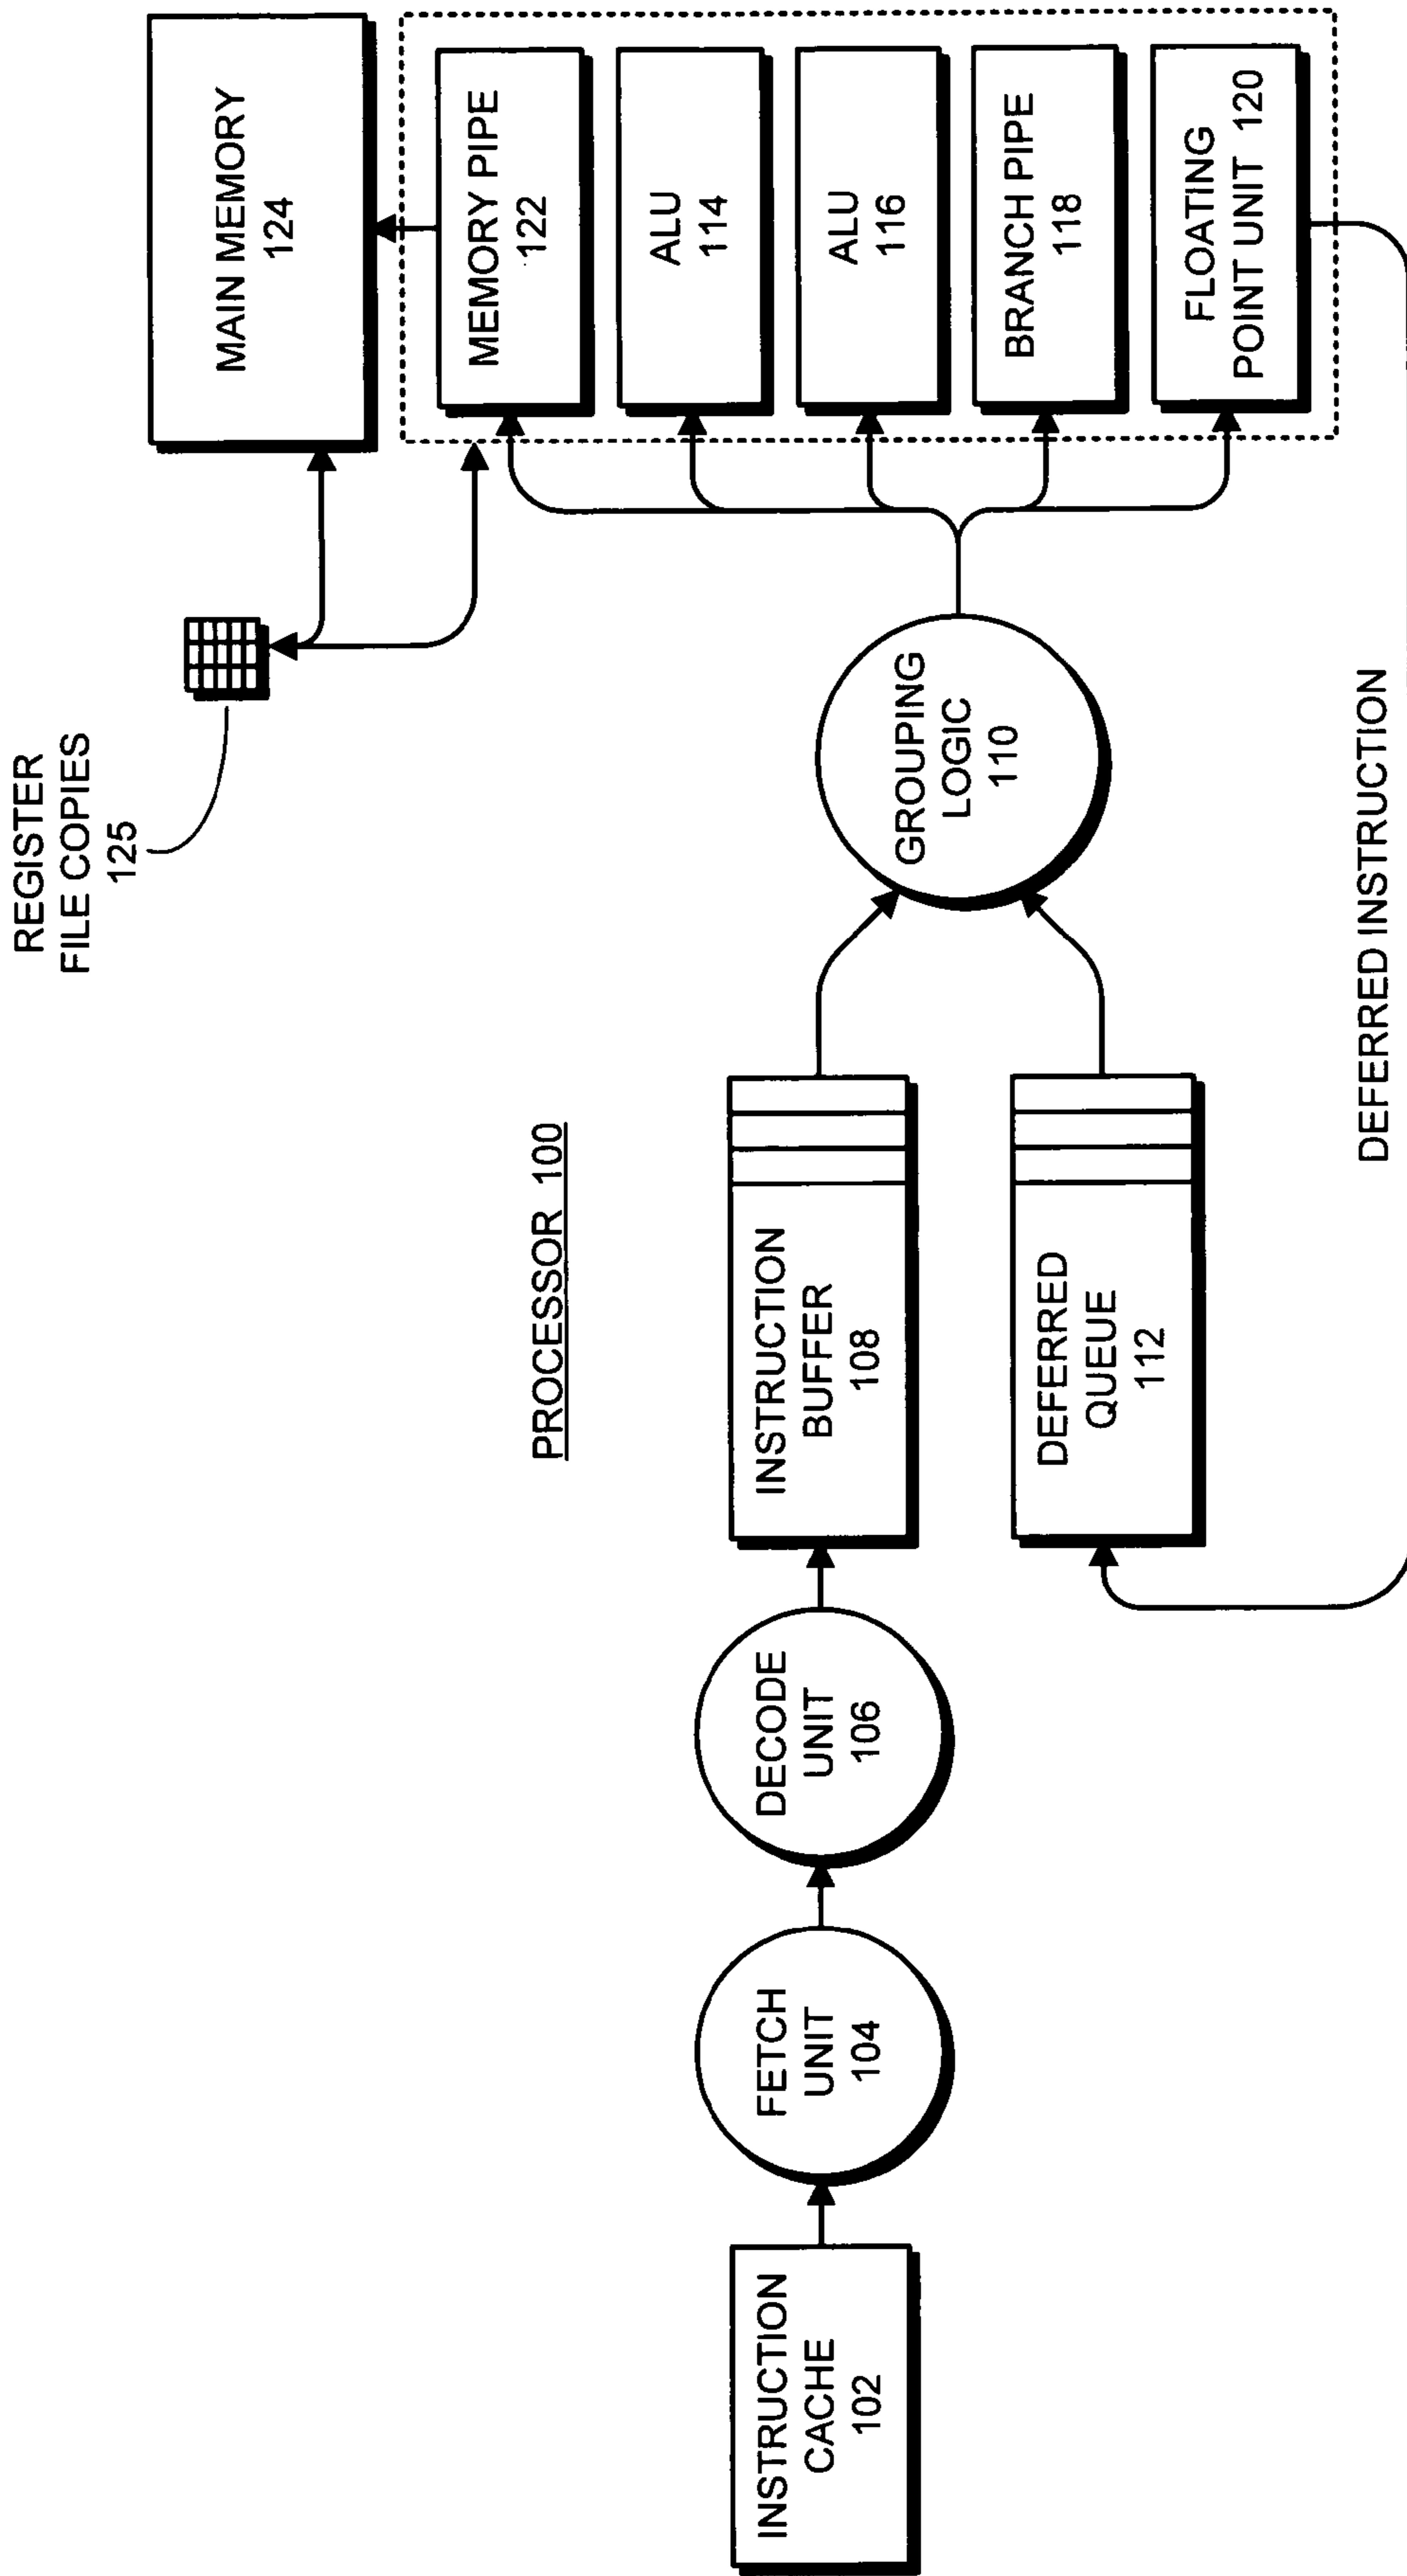 PROCESSOR 100
INSTRUCTION
CACHE
102
FETCH
UNIT
104
DECODE
UNIT
106
INSTRUCTION
BUFFER
108
DEFERRED
QUEUE
112
GROUPING
LOGIC
110
REGISTER
FILE COPIES
125
MAIN MEMORY
124
MEMORY PIPE
122
ALU
114
ALU
116
BRANCH PIPE
118
FLOATING
POINT UNIT 120
DEFERRED INSTRUCTION